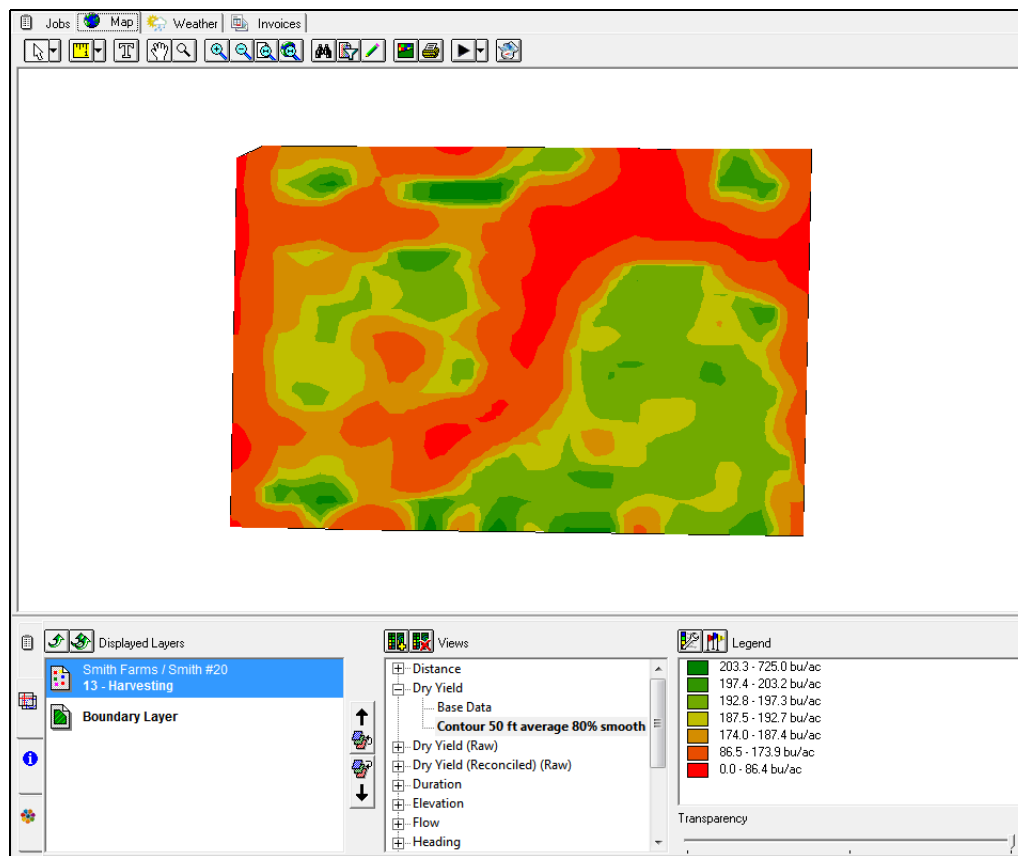 Jobs Map Weather Invoices
T
Displayed Layers
Smith Farms / Smith #20
13 - Harvesting
Boundary Layer
Views
Distance
Dry Yield
Base Data
Contour 50 ft average 80% smooth
Dry Yield (Raw)
Dry Yield (Reconciled) (Raw)
Duration
Elevation
Flow
Heading
Legend
203.3 - 725.0 bu/ac
197.4 - 203.2 bu/ac
192.8 - 197.3 bu/ac
187.5 - 192.7 bu/ac
174.0 - 187.4 bu/ac
86.5 - 173.9 bu/ac
0.0 - 86.4 bu/ac
Transparency